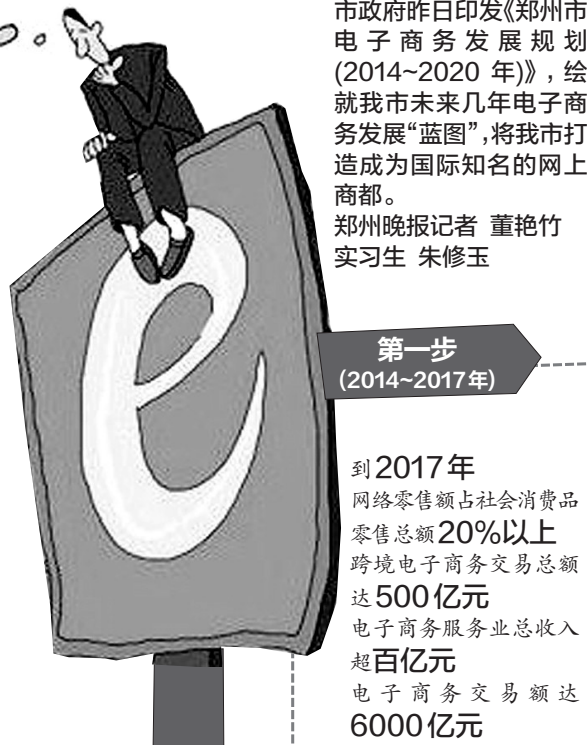 市政府昨日印发《郑州市
电子商务发展规划
(2014~2020 年)》，绘
就我市未来几年电子商
务发展“蓝图”，将我市打
造成为国际知名的网上
商都。
郑州晚报记者 董艳竹
实习生 朱修玉
e
第一步
(2014~2017年)
到2017年
网络零售额占社会消费品
零售总额20%以上
跨境电子商务交易总额
达500亿元
电子商务服务业总收入
超百亿元
电子商务交易额达
6000亿元